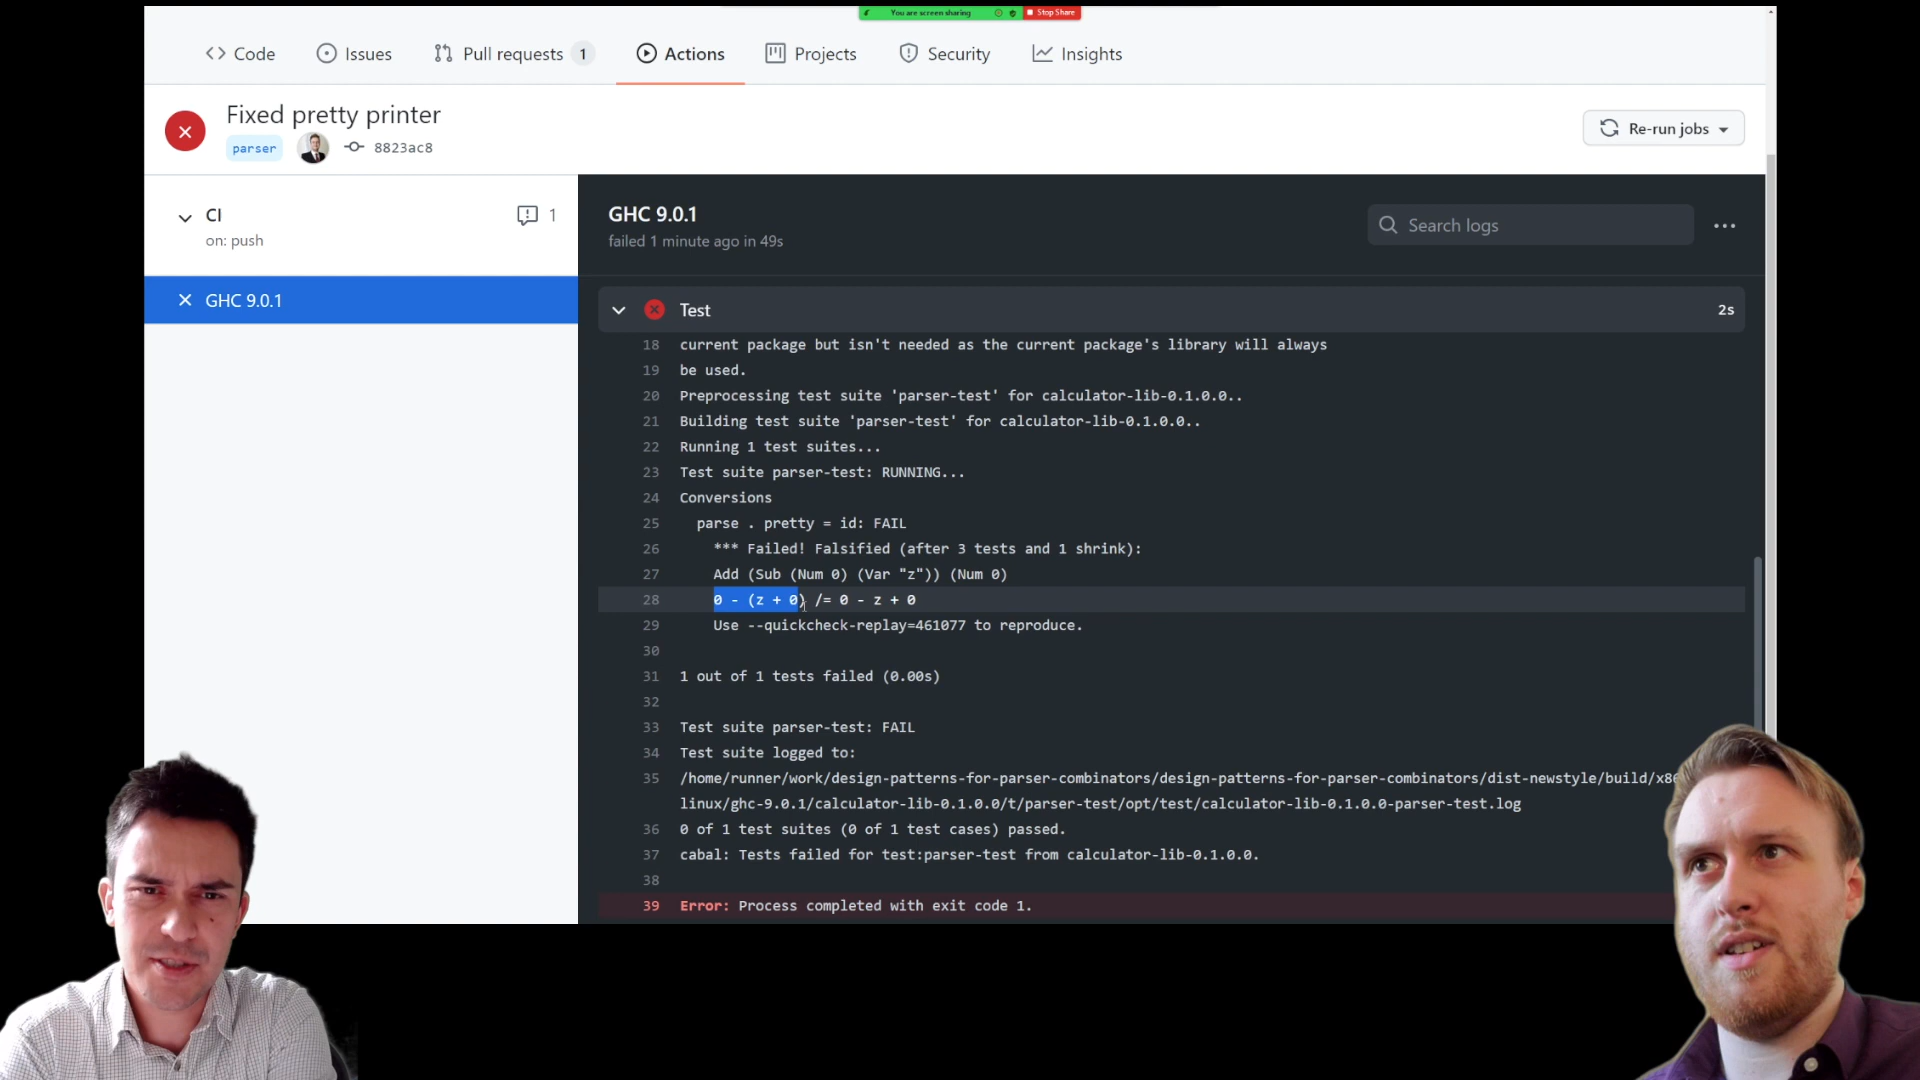 You are screen sharing Stop Share
Code Issues Pull requests 1 Actions Projects Security Insights
Fixed pretty printer
parser 8823ac8
Re-run jobs
CI 1
on: push
GHC 9.0.1
GHC 9.0.1
failed 1 minute ago in 49s
Search logs
Test 2s
18 current package but isn't needed as the current package's library will always
19 be used.
20 Preprocessing test suite 'parser-test' for calculator-lib-0.1.0.0..
21 Building test suite 'parser-test' for calculator-lib-0.1.0.0..
22 Running 1 test suites...
23 Test suite parser-test: RUNNING...
24 Conversions
25 parse . pretty = id: FAIL
26 *** Failed! Falsified (after 3 tests and 1 shrink):
27 Add (Sub (Num 0) (Var "z")) (Num 0)
28 0 - (z + 0) /= 0 - z + 0
29 Use --quickcheck-replay=461077 to reproduce.
30
31 1 out of 1 tests failed (0.00s)
32
33 Test suite parser-test: FAIL
34 Test suite logged to:
35 /home/runner/work/design-patterns-for-parser-combinators/design-patterns-for-parser-combinators/dist-newstyle/build/x86
linux/ghc-9.0.1/calculator-lib-0.1.0.0/t/parser-test/opt/test/calculator-lib-0.1.0.0-parser-test.log
36 0 of 1 test suites (0 of 1 test cases) passed.
37 cabal: Tests failed for test:parser-test from calculator-lib-0.1.0.0.
38
39 Error: Process completed with exit code 1.